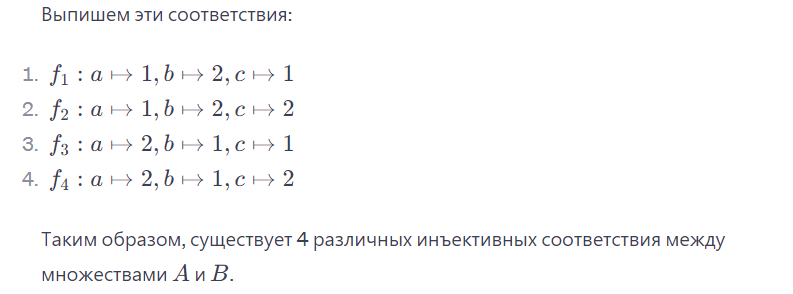 Выпишем эти соответствия:
1. f₁ : a ↦ 1, b ↦ 2, c ↦ 1
2. f₂ : a ↦ 1, b ↦ 2, c ↦ 2
3. f₃ : a ↦ 2, b ↦ 1, c ↦ 1
4. f₄ : a ↦ 2, b ↦ 1, c ↦ 2
Таким образом, существует 4 различных инъективных соответствия между
множествами A и B.